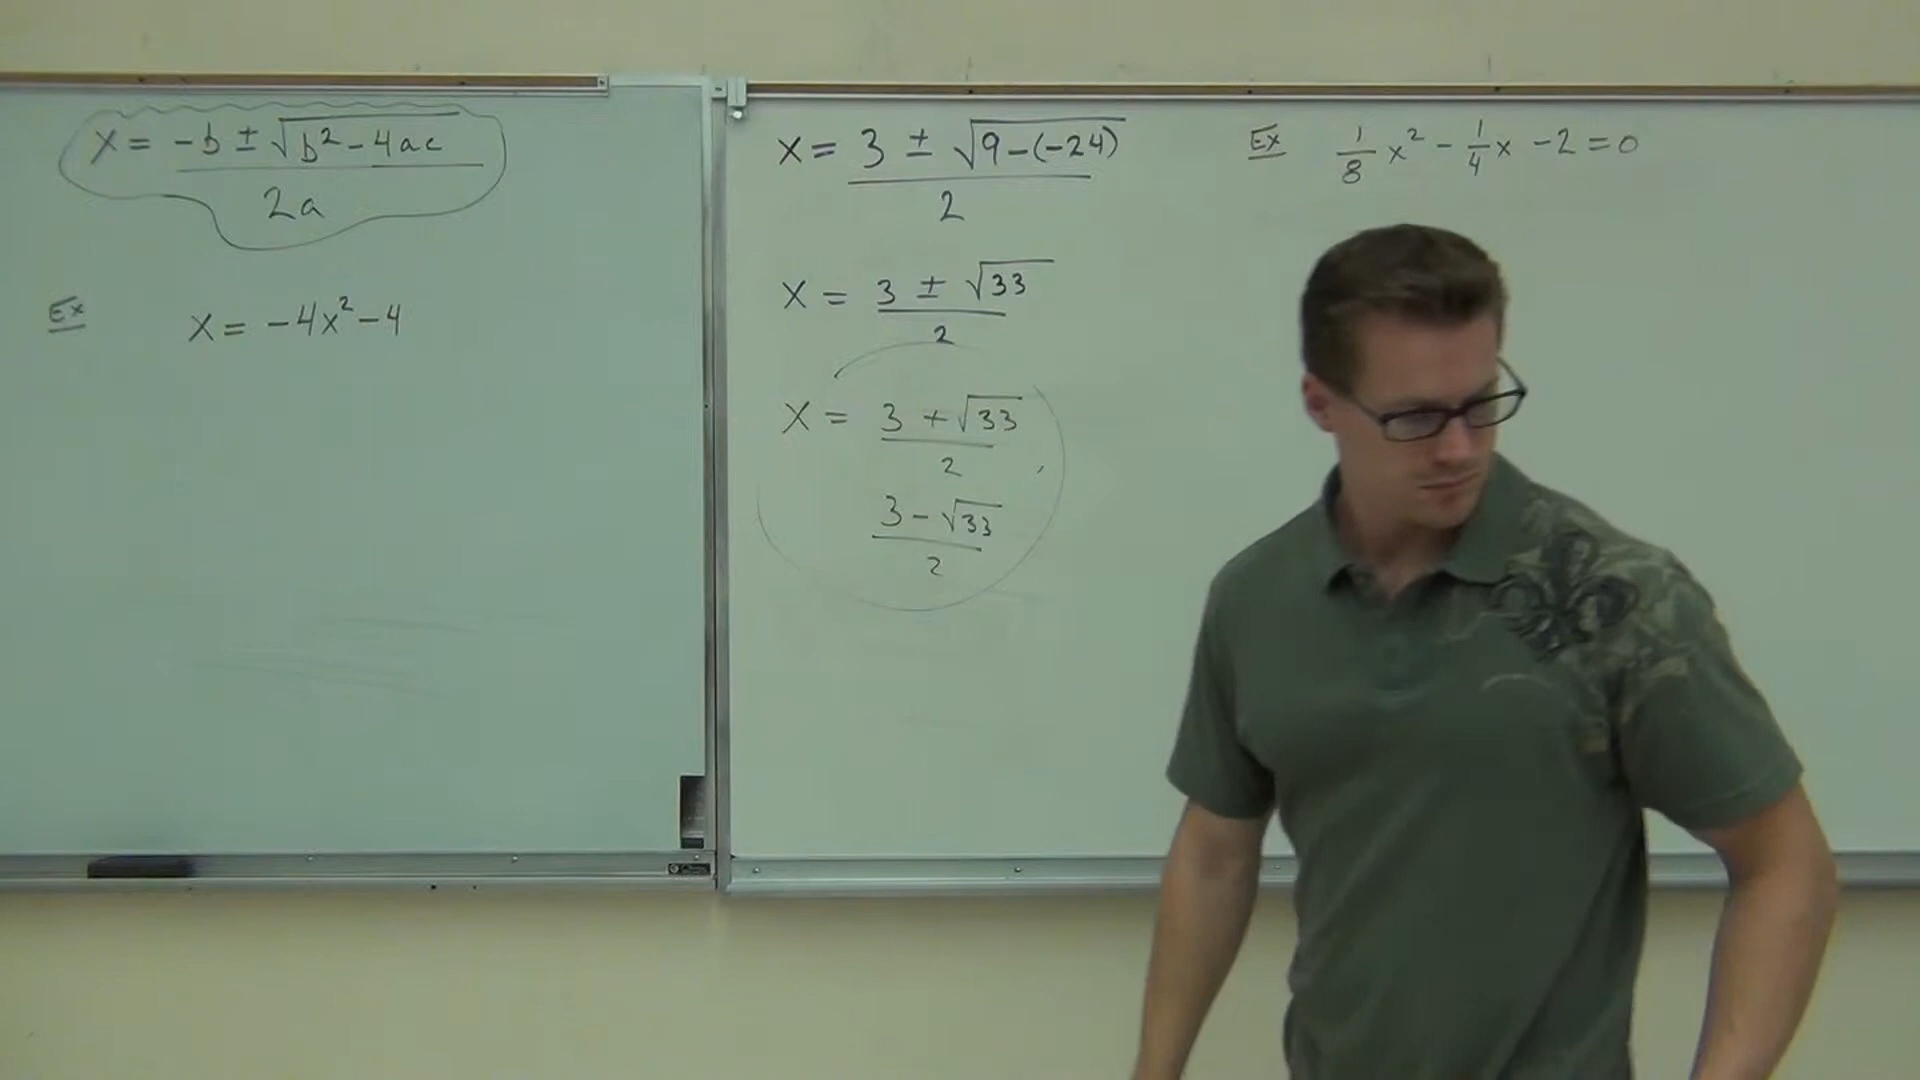 x = -b ± √b² - 4ac
2a
Ex x = -4x² - 4
x = 3 ± √9 - (-24)
2
x = 3 ± √33
2
x = 3 + √33
2 ,
3 - √33
2
Ex 1/8 x² - 1/4 x - 2 = 0